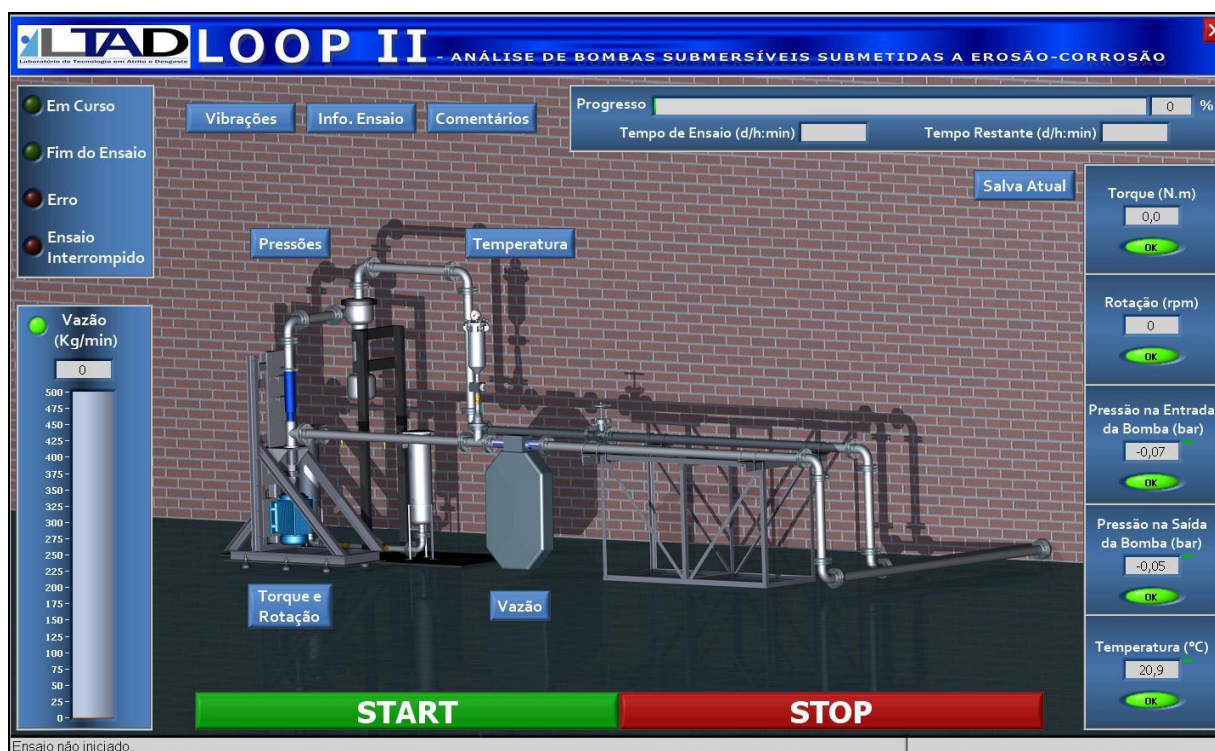 LTAD
Laboratório de Tecnologia em Atrito e Desgaste
LOOP II - ANÁLISE DE BOMBAS SUBMERSÍVEIS SUBMETIDAS A EROSÃO-CORROSÃO
X
Em Curso
Fim do Ensaio
Erro
Ensaio
Interrompido
Vibrações
Info. Ensaio
Comentários
Progresso
0 %
Tempo de Ensaio (d/h:min)
Tempo Restante (d/h:min)
Salva Atual
Pressões
Temperatura
Vazão
(Kg/min)
0
500
475
450
425
400
375
350
325
300
275
250
225
200
175
150
125
100
75
50
25
0
Torque e
Rotação
Vazão
Torque (N.m)
0,0
OK
Rotação (rpm)
0
OK
Pressão na Entrada
da Bomba (bar)
-0,07
OK
Pressão na Saída
da Bomba (bar)
-0,05
OK
Temperatura (°C)
20,9
OK
START
STOP
Ensaio não iniciado.